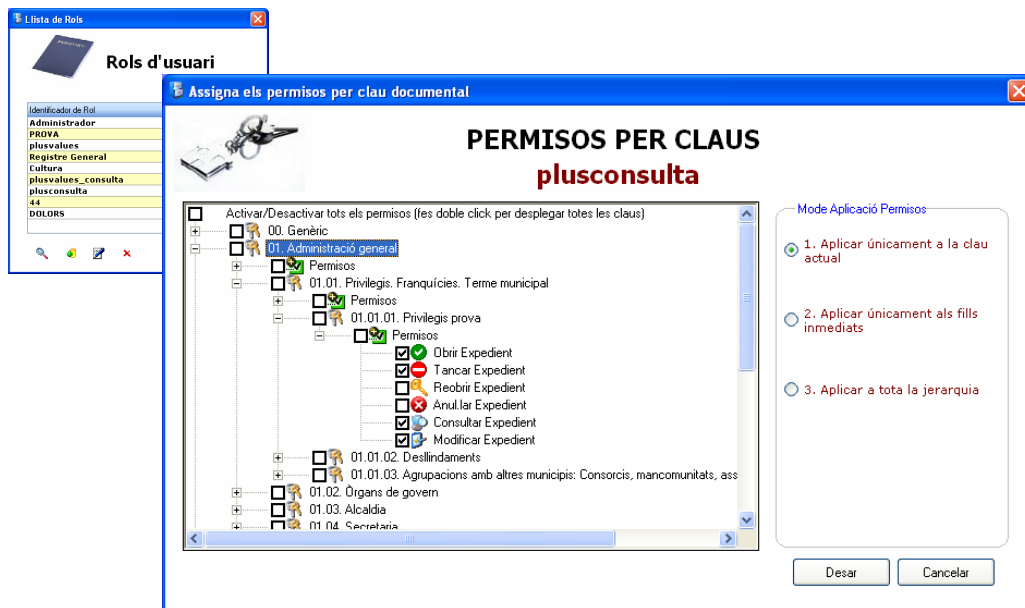 Llista de Rols
PASSPORT
Rols d'usuari
Identificador de Rol
Administrador
PROVA
plusvalues
Registre General
Cultura
plusvalues_consulta
plusconsulta
44
DOLORS
Assigna els permisos per clau documental
PERMISOS PER CLAUS
plusconsulta
Activar/Desactivar tots els permisos (fes doble click per desplegar totes les claus)
00. Genèric
01. Administració general
Permisos
01.01. Privilegis. Franquícies. Terme municipal
Permisos
01.01.01. Privilegis prova
Permisos
Obrir Expedient
Tancar Expedient
Reobrir Expedient
Anul.lar Expedient
Consultar Expedient
Modificar Expedient
01.01.02. Desllindaments
01.01.03. Agrupacions amb altres municipis: Consorcis, mancomunitats, ass
01.02. Òrgans de govern
01.03. Alcaldia
01.04. Secretaria
Mode Aplicació Permisos
1. Aplicar únicament a la clau
actual
2. Aplicar únicament als fills
inmediats
3. Aplicar a tota la jerarquia
Desar
Cancelar